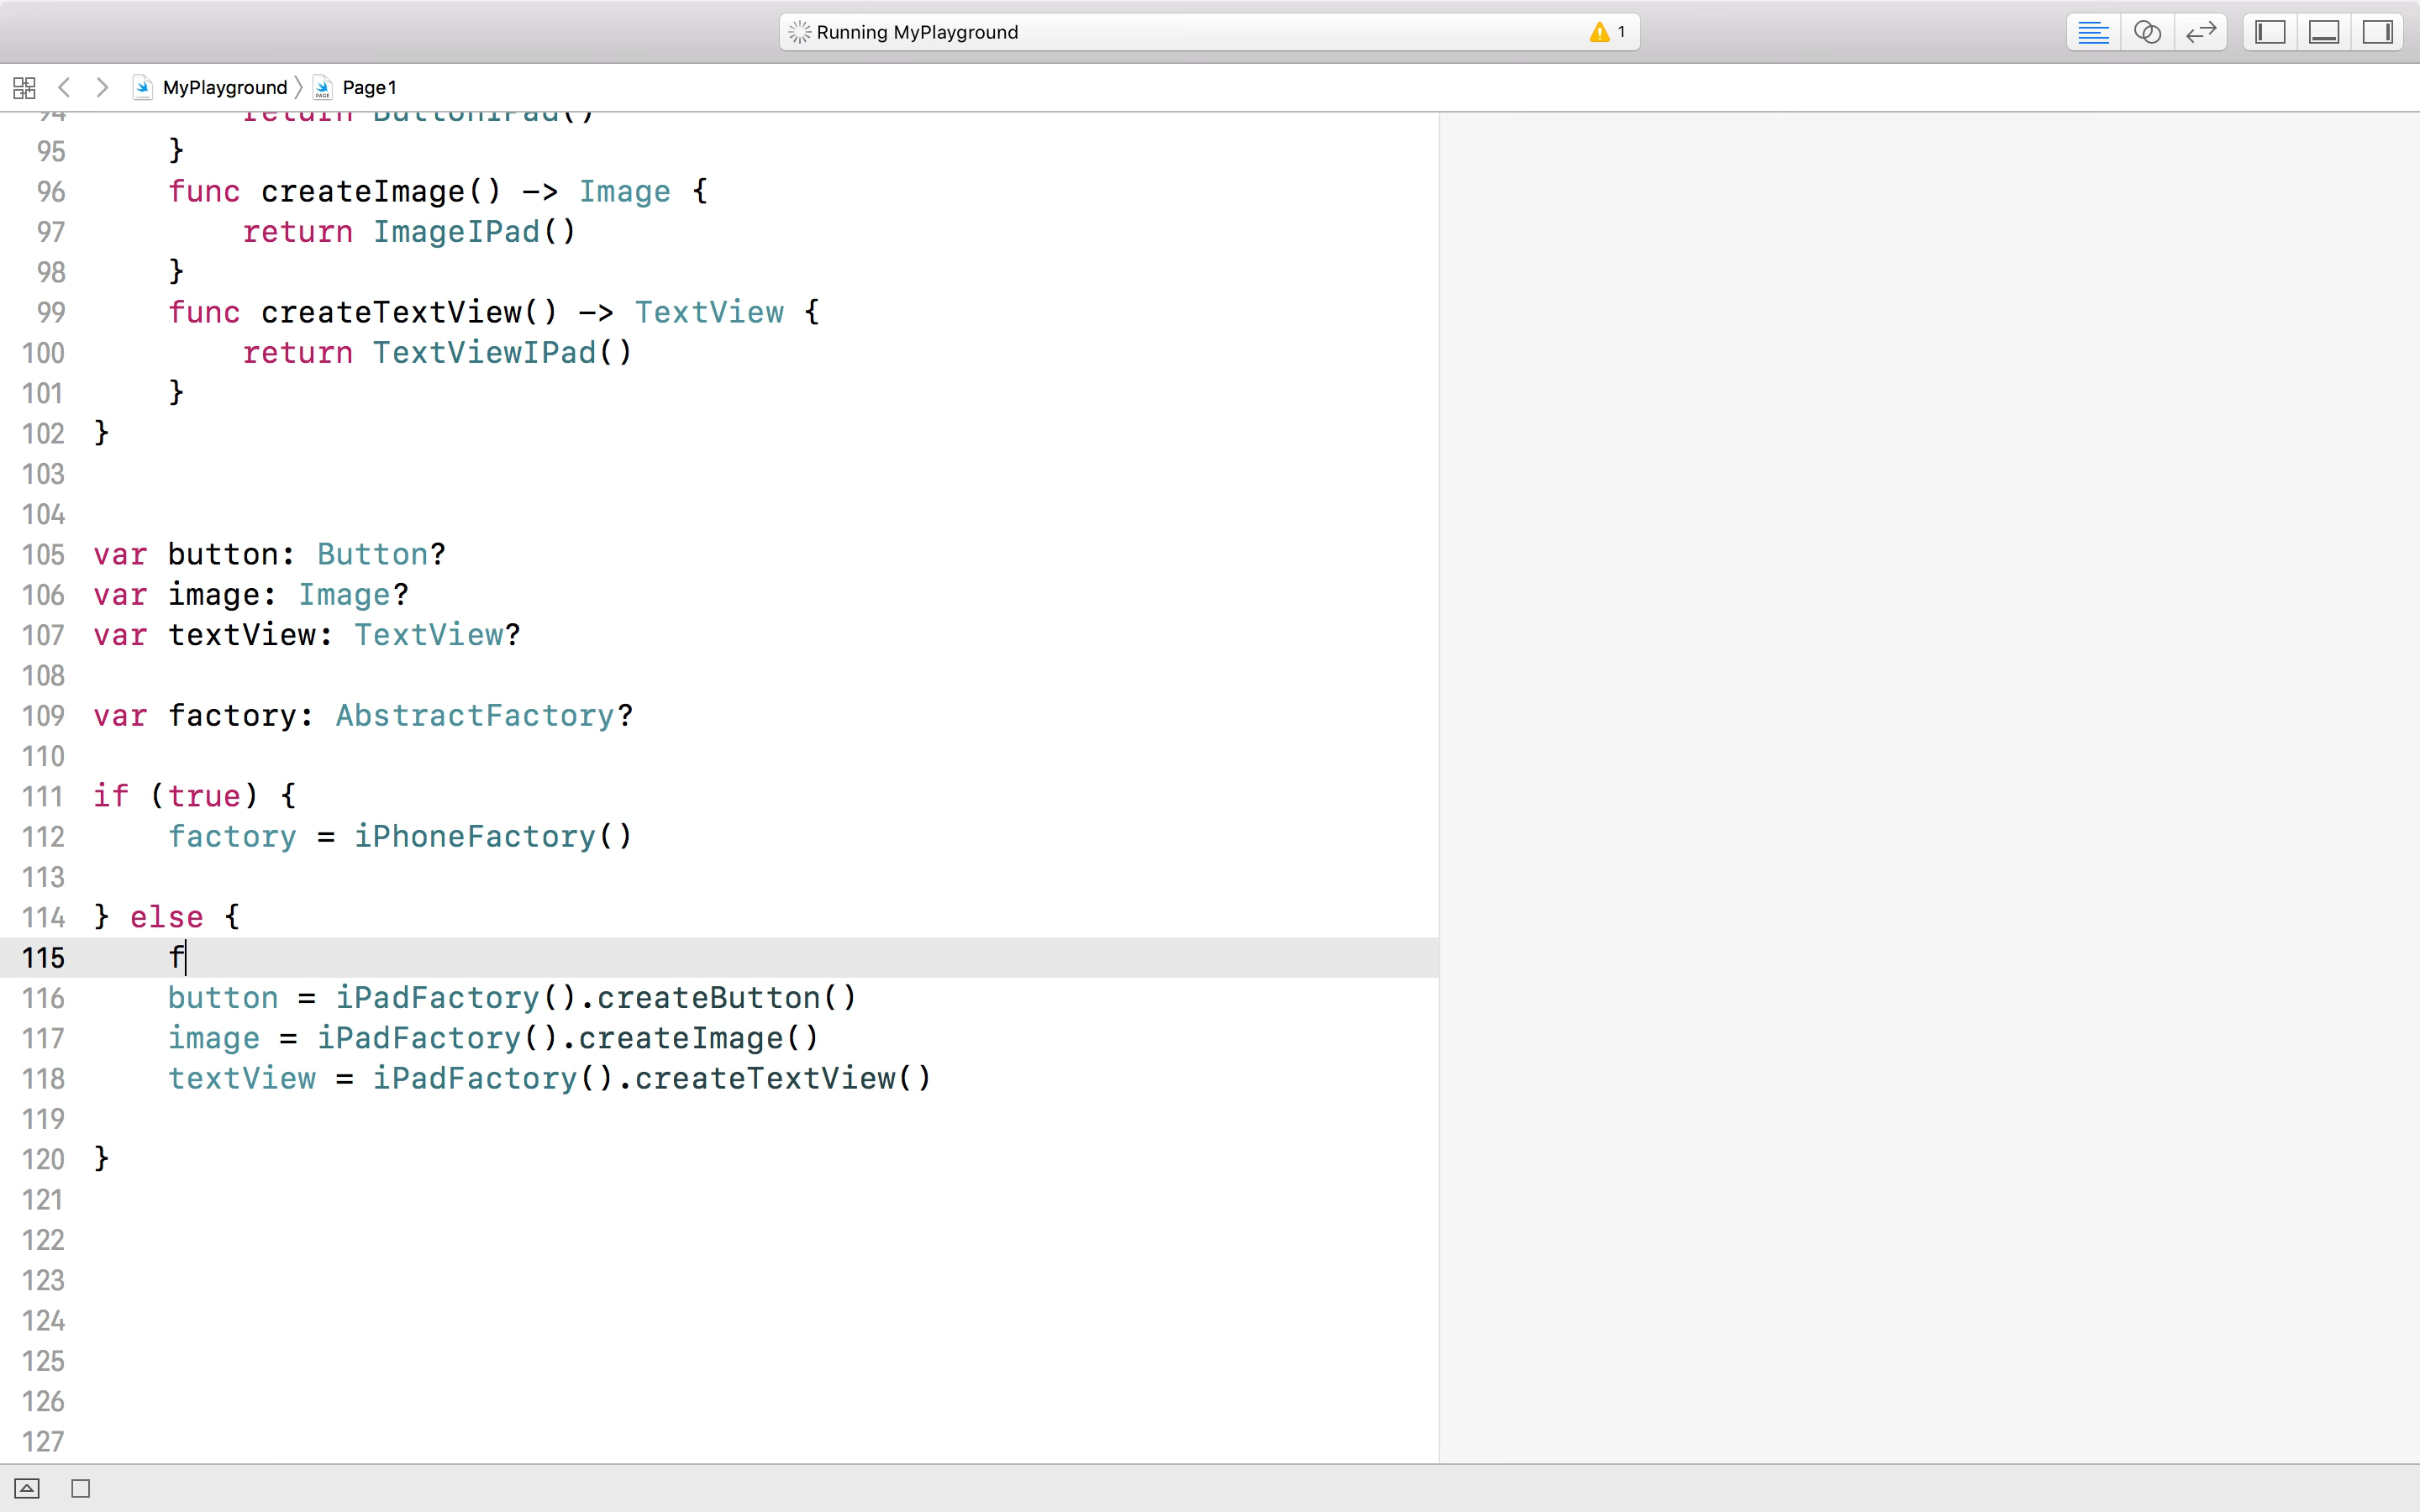 Running MyPlayground 1
MyPlayground Page1
94 return ButtonIPad()
95 }
96 func createImage() -> Image {
97 return ImageIPad()
98 }
99 func createTextView() -> TextView {
100 return TextViewIPad()
101 }
102 }
103
104
105 var button: Button?
106 var image: Image?
107 var textView: TextView?
108
109 var factory: AbstractFactory?
110
111 if (true) {
112 factory = iPhoneFactory()
113
114 } else {
115 f
116 button = iPadFactory().createButton()
117 image = iPadFactory().createImage()
118 textView = iPadFactory().createTextView()
119
120 }
121
122
123
124
125
126
127